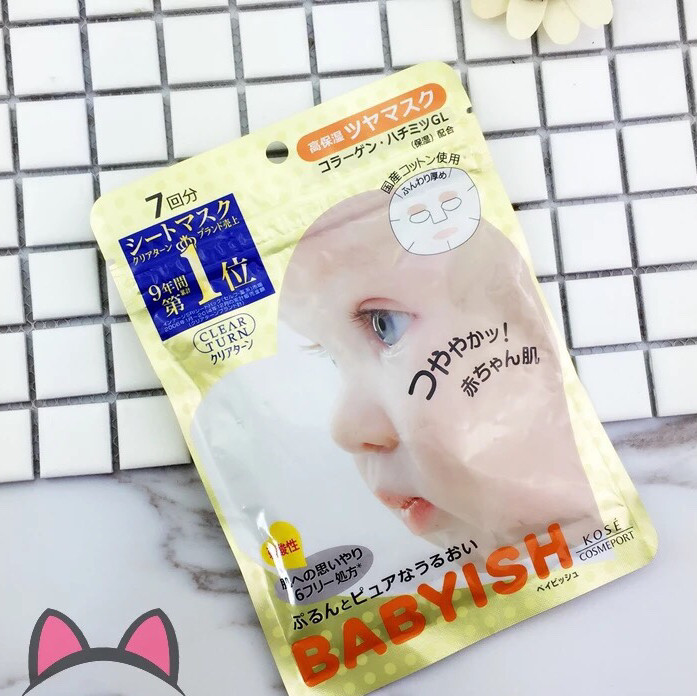 高保湿 ツヤマスク
コラーゲン・ハチミツGL
(保湿) 配合
国産コットン使用
ふんわり厚め
7回分
シートマスク
クリアターン ブランド売上
9年間
第1位
CLEAR
TURN
クリアターン
つややかッ!
赤ちゃん肌
弱酸性
肌への思いやり
6フリー処方*
ぷるんとピュアなうるおい
BABYISH
ベイビッシュ
KOSÉ
COSMEPORT